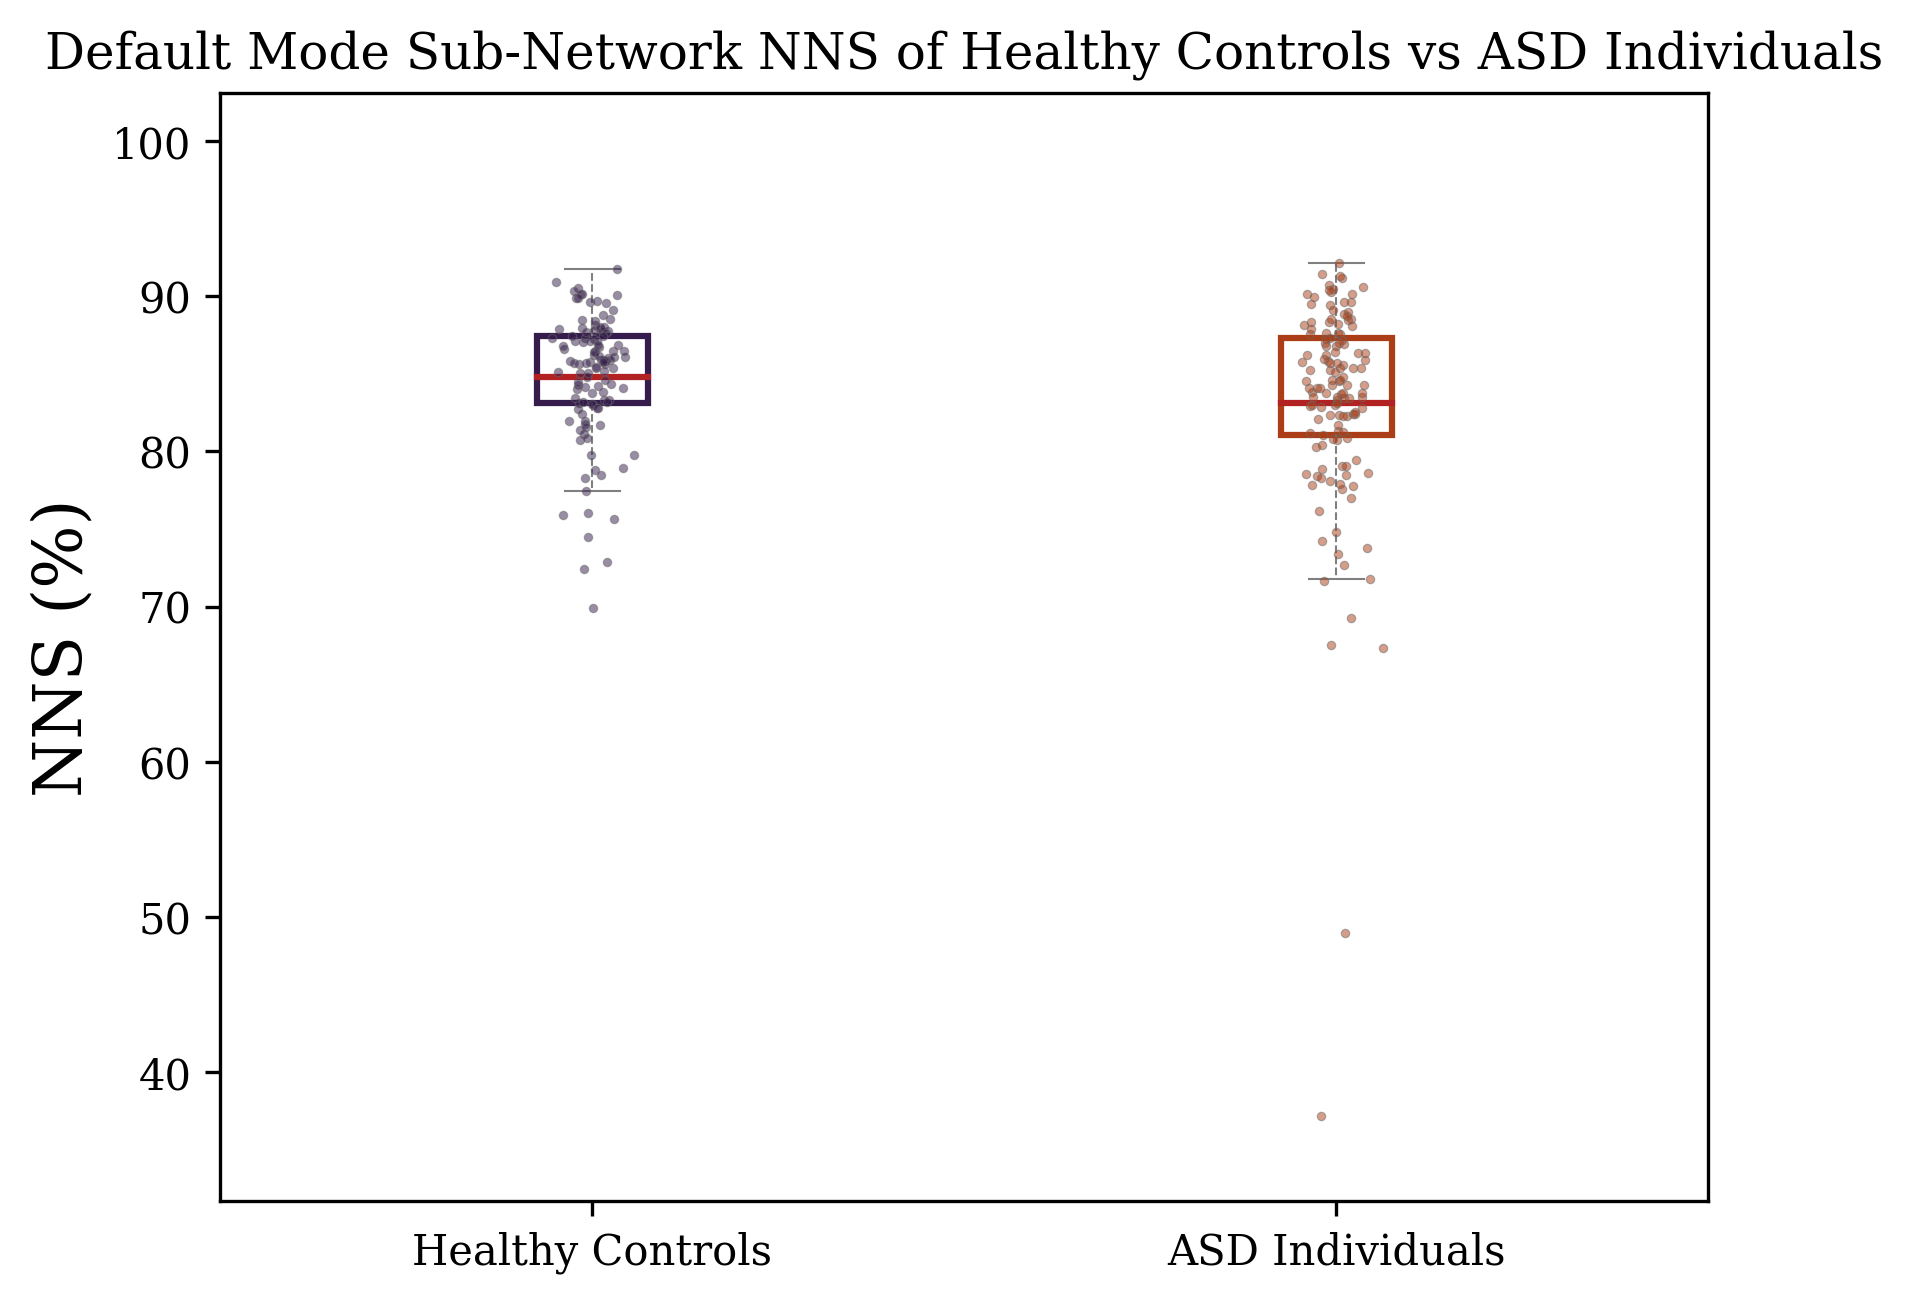 Default Mode Sub-Network NNS of Healthy Controls vs ASD Individuals
NNS (%)
100
90
80
70
60
50
40
Healthy Controls
ASD Individuals